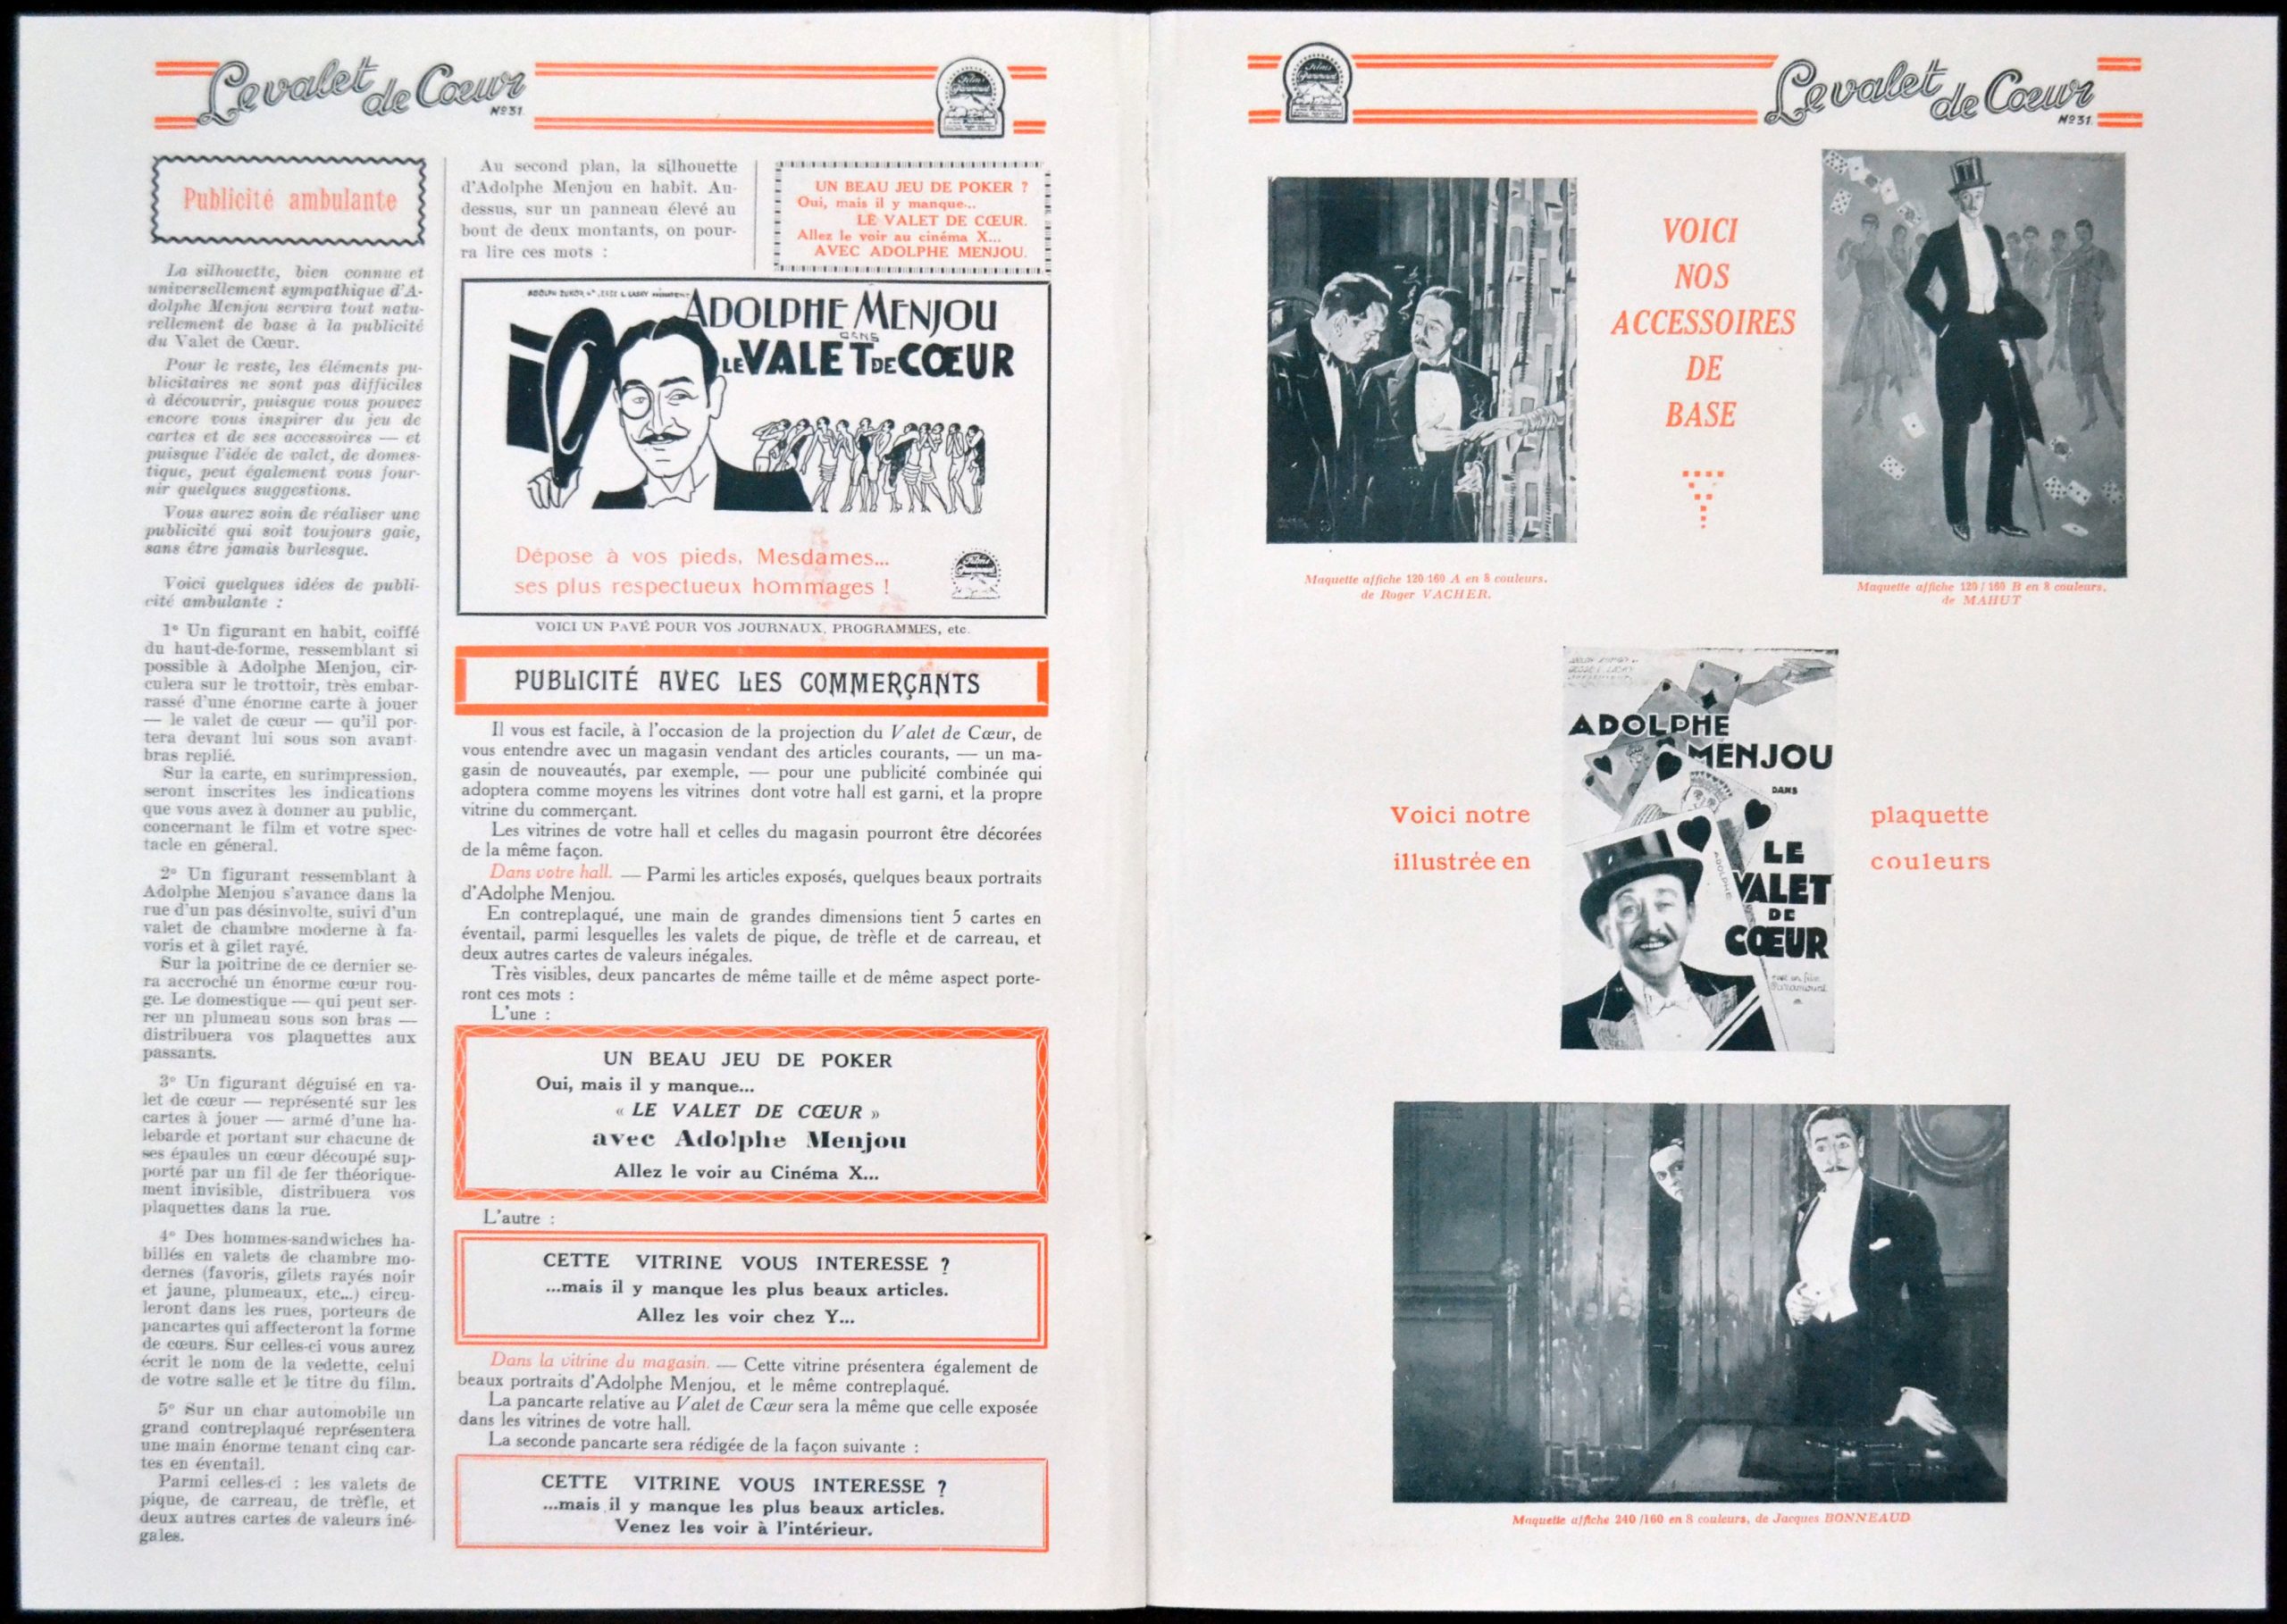 Le valet de Cœur
Nº31
Publicité ambulante
La silhouette, bien connue et
universellement sympathique d'A-
dolphe Menjou servira tout natu-
rellement de base à la publicité
du Valet de Cœur.
Pour le reste, les éléments pu-
blicitaires ne sont pas difficiles
à découvrir, puisque vous pouvez
encore vous inspirer du jeu de
cartes et de ses accessoires — et
puisque l'idée de valet, de domes-
tique, peut également vous four-
nir quelques suggestions.
Vous aurez soin de réaliser une
publicité qui soit toujours gaie,
sans être jamais burlesque.
Voici quelques idées de publi-
cité ambulante :
1° Un figurant en habit, coiffé
du haut-de-forme, ressemblant si
possible à Adolphe Menjou, cir-
culera sur le trottoir, très embar-
rassé d'une énorme carte à jouer
— le valet de cœur — qu'il por-
tera devant lui sous son avant-
bras replié.
Sur la carte, en surimpression,
seront inscrites les indications
que vous avez à donner au public,
concernant le film et votre spec-
tacle en géneral.
2° Un figurant ressemblant à
Adolphe Menjou s'avance dans la
rue d'un pas désinvolte, suivi d'un
valet de chambre moderne à fa-
voris et à gilet rayé.
Sur la poitrine de ce dernier se-
ra accroché un énorme cœur rou-
ge. Le domestique — qui peut ser-
rer un plumeau sous son bras —
distribuera vos plaquettes aux
passants.
3° Un figurant déguisé en va-
let de cœur — représenté sur les
cartes à jouer — armé d'une ha-
lebarde et portant sur chacune de
ses épaules un cœur découpé sup-
porté par un fil de fer théorique-
ment invisible, distribuera vos
plaquettes dans la rue.
4° Des hommes-sandwiches ha-
billés en valets de chambre mo-
dernes (favoris, gilets rayés noir
et jaune, plumeaux, etc...) circu-
leront dans les rues, porteurs de
pancartes qui affecteront la forme
de cœurs. Sur celles-ci vous aurez
écrit le nom de la vedette, celui
de votre salle et le titre du film.
5° Sur un char automobile un
grand contreplaqué représentera
une main énorme tenant cinq car-
tes en éventail.
Parmi celles-ci : les valets de
pique, de carreau, de trèfle, et
deux autres cartes de valeurs iné-
gales.
Au second plan, la silhouette
d'Adolphe Menjou en habit. Au-
dessus, sur un panneau élevé au
bout de deux montants, on pour-
ra lire ces mots :
UN BEAU JEU DE POKER ?
Oui, mais il y manque...
LE VALET DE CŒUR.
Allez le voir au cinéma X...
AVEC ADOLPHE MENJOU.
ADOLPH ZUKOR et JESSE L. LASKY présentent
ADOLPHE MENJOU
DANS
LE VALET DE CŒUR
Dépose à vos pieds, Mesdames...
ses plus respectueux hommages !
VOICI UN PAVÉ POUR VOS JOURNAUX, PROGRAMMES, etc.
PUBLICITÉ AVEC LES COMMERÇANTS
Il vous est facile, à l'occasion de la projection du Valet de Cœur, de
vous entendre avec un magasin vendant des articles courants, — un ma-
gasin de nouveautés, par exemple, — pour une publicité combinée qui
adoptera comme moyens les vitrines dont votre hall est garni, et la propre
vitrine du commerçant.
Les vitrines de votre hall et celles du magasin pourront être décorées
de la même façon.
Dans votre hall. — Parmi les articles exposés, quelques beaux portraits
d'Adolphe Menjou.
En contreplaqué, une main de grandes dimensions tient 5 cartes en
éventail, parmi lesquelles les valets de pique, de trèfle et de carreau, et
deux autres cartes de valeurs inégales.
Très visibles, deux pancartes de même taille et de même aspect porte-
ront ces mots :
L'une :
UN BEAU JEU DE POKER
Oui, mais il y manque...
« LE VALET DE CŒUR »
avec Adolphe Menjou
Allez le voir au Cinéma X...
L'autre :
CETTE VITRINE VOUS INTERESSE ?
...mais il y manque les plus beaux articles.
Allez les voir chez Y...
Dans la vitrine du magasin. — Cette vitrine présentera également de
beaux portraits d'Adolphe Menjou, et le même contreplaqué.
La pancarte relative au Valet de Cœur sera la même que celle exposée
dans les vitrines de votre hall.
La seconde pancarte sera rédigée de la façon suivante :
CETTE VITRINE VOUS INTERESSE ?
...mais il y manque les plus beaux articles.
Venez les voir à l'intérieur.
Le valet de Cœur
Nº31
VOICI
NOS
ACCESSOIRES
DE
BASE
Maquette affiche 120/160 A en 8 couleurs,
de Roger VACHER.
Maquette affiche 120/160 B en 8 couleurs,
de MAHUT
Voici notre
illustrée en
ADOLPHE
MENJOU
DANS
LE
VALET
DE
CŒUR
c'est un film
Paramount
plaquette
couleurs
Maquette affiche 240/160 en 8 couleurs, de Jacques BONNEAUD